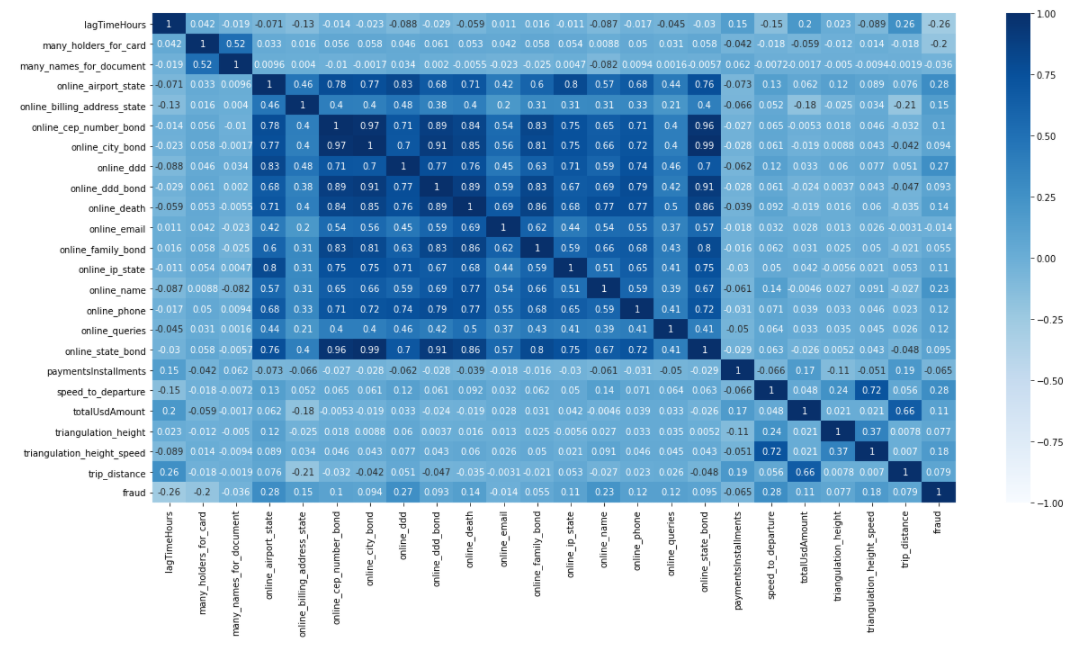 lagTimeHours 1 0.042 -0.019 -0.071 -0.13 -0.014 -0.023 -0.088 -0.029 -0.059 0.011 0.016 -0.011 -0.087 -0.017 -0.045 -0.03 0.15 -0.15 0.2 0.023 -0.089 0.26 -0.26
many_holders_for_card 0.042 1 0.52 0.033 0.016 0.056 0.058 0.046 0.061 0.053 0.042 0.058 0.054 0.0088 0.05 0.031 0.058 -0.042 -0.018 -0.059 -0.012 0.014 -0.018 -0.2
many_names_for_document -0.019 0.52 1 0.0096 0.004 -0.01 -0.0017 0.034 0.002 -0.0055 -0.023 -0.025 0.0047 -0.082 0.0094 0.0016 -0.0057 0.062 -0.0072 -0.0017 -0.005 -0.0094 -0.0019 -0.036
online_airport_state -0.071 0.033 0.0096 1 0.46 0.78 0.77 0.83 0.68 0.71 0.42 0.6 0.8 0.57 0.68 0.44 0.76 -0.073 0.13 0.062 0.12 0.089 0.076 0.28
online_billing_address_state -0.13 0.016 0.004 0.46 1 0.4 0.4 0.48 0.38 0.4 0.2 0.31 0.31 0.31 0.33 0.21 0.4 -0.066 0.052 -0.18 -0.025 0.034 -0.21 0.15
online_cep_number_bond -0.014 0.056 -0.01 0.78 0.4 1 0.97 0.71 0.89 0.84 0.54 0.83 0.75 0.65 0.71 0.4 0.96 -0.027 0.065 -0.0053 0.018 0.046 -0.032 0.1
online_city_bond -0.023 0.058 -0.0017 0.77 0.4 0.97 1 0.7 0.91 0.85 0.56 0.81 0.75 0.66 0.72 0.4 0.99 -0.028 0.061 -0.019 0.0088 0.043 -0.042 0.094
online_ddd -0.088 0.046 0.034 0.83 0.48 0.71 0.7 1 0.77 0.76 0.45 0.63 0.71 0.59 0.74 0.46 0.7 -0.062 0.12 0.033 0.06 0.077 0.051 0.27
online_ddd_bond -0.029 0.061 0.002 0.68 0.38 0.89 0.91 0.77 1 0.89 0.59 0.83 0.67 0.69 0.79 0.42 0.91 -0.028 0.061 -0.024 0.0037 0.043 -0.047 0.093
online_death -0.059 0.053 -0.0055 0.71 0.4 0.84 0.85 0.76 0.89 1 0.69 0.86 0.68 0.77 0.77 0.5 0.86 -0.039 0.092 -0.019 0.016 0.06 -0.035 0.14
online_email 0.011 0.042 -0.023 0.42 0.2 0.54 0.56 0.45 0.59 0.69 1 0.62 0.44 0.54 0.55 0.37 0.57 -0.018 0.032 0.028 0.013 0.026 -0.0031 -0.014
online_family_bond 0.016 0.058 -0.025 0.6 0.31 0.83 0.81 0.63 0.83 0.86 0.62 1 0.59 0.66 0.68 0.43 0.8 -0.016 0.062 0.031 0.025 0.05 -0.021 0.055
online_ip_state -0.011 0.054 0.0047 0.8 0.31 0.75 0.75 0.71 0.67 0.68 0.44 0.59 1 0.51 0.65 0.41 0.75 -0.03 0.05 0.042 -0.0056 0.021 0.053 0.11
online_name -0.087 0.0088 -0.082 0.57 0.31 0.65 0.66 0.59 0.69 0.77 0.54 0.66 0.51 1 0.59 0.39 0.67 -0.061 0.14 -0.0046 0.027 0.091 -0.027 0.23
online_phone -0.017 0.05 0.0094 0.68 0.33 0.71 0.72 0.74 0.79 0.77 0.55 0.68 0.65 0.59 1 0.41 0.72 -0.031 0.071 0.039 0.033 0.046 0.023 0.12
online_queries -0.045 0.031 0.0016 0.44 0.21 0.4 0.4 0.46 0.42 0.5 0.37 0.43 0.41 0.39 0.41 1 0.41 -0.05 0.064 0.033 0.035 0.045 0.026 0.12
online_state_bond -0.03 0.058 -0.0057 0.76 0.4 0.96 0.99 0.7 0.91 0.86 0.57 0.8 0.75 0.67 0.72 0.41 1 -0.029 0.063 -0.026 0.0052 0.043 -0.048 0.095
paymentsInstallments 0.15 -0.042 0.062 -0.073 -0.066 -0.027 -0.028 -0.062 -0.028 -0.039 -0.018 -0.016 -0.03 -0.061 -0.031 -0.05 -0.029 1 -0.066 0.17 -0.11 -0.051 0.19 -0.065
speed_to_departure -0.15 -0.018 -0.0072 0.13 0.052 0.065 0.061 0.12 0.061 0.092 0.032 0.062 0.05 0.14 0.071 0.064 0.063 -0.066 1 0.048 0.24 0.72 0.056 0.28
totalUsdAmount 0.2 -0.059 -0.0017 0.062 -0.18 -0.0053 -0.019 0.033 -0.024 -0.019 0.028 0.031 0.042 -0.0046 0.039 0.033 -0.026 0.17 0.048 1 0.021 0.021 0.66 0.11
triangulation_height 0.023 -0.012 -0.005 0.12 -0.025 0.018 0.0088 0.06 0.0037 0.016 0.013 0.025 -0.0056 0.027 0.033 0.035 0.0052 -0.11 0.24 0.021 1 0.37 0.0078 0.077
triangulation_height_speed -0.089 0.014 -0.0094 0.089 0.034 0.046 0.043 0.077 0.043 0.06 0.026 0.05 0.021 0.091 0.046 0.045 0.043 -0.051 0.72 0.021 0.37 1 0.007 0.18
trip_distance 0.26 -0.018 -0.0019 0.076 -0.21 -0.032 -0.042 0.051 -0.047 -0.035 -0.0031 -0.021 0.053 -0.027 0.023 0.026 -0.048 0.19 0.056 0.66 0.0078 0.007 1 0.079
fraud -0.26 -0.2 -0.036 0.28 0.15 0.1 0.094 0.27 0.093 0.14 -0.014 0.055 0.11 0.23 0.12 0.12 0.095 -0.065 0.28 0.11 0.077 0.18 0.079 1
lagTimeHours
many_holders_for_card
many_names_for_document
online_airport_state
online_billing_address_state
online_cep_number_bond
online_city_bond
online_ddd
online_ddd_bond
online_death
online_email
online_family_bond
online_ip_state
online_name
online_phone
online_queries
online_state_bond
paymentsInstallments
speed_to_departure
totalUsdAmount
triangulation_height
triangulation_height_speed
trip_distance
fraud
1.00
0.75
0.50
0.25
0.00
-0.25
-0.50
-0.75
-1.00